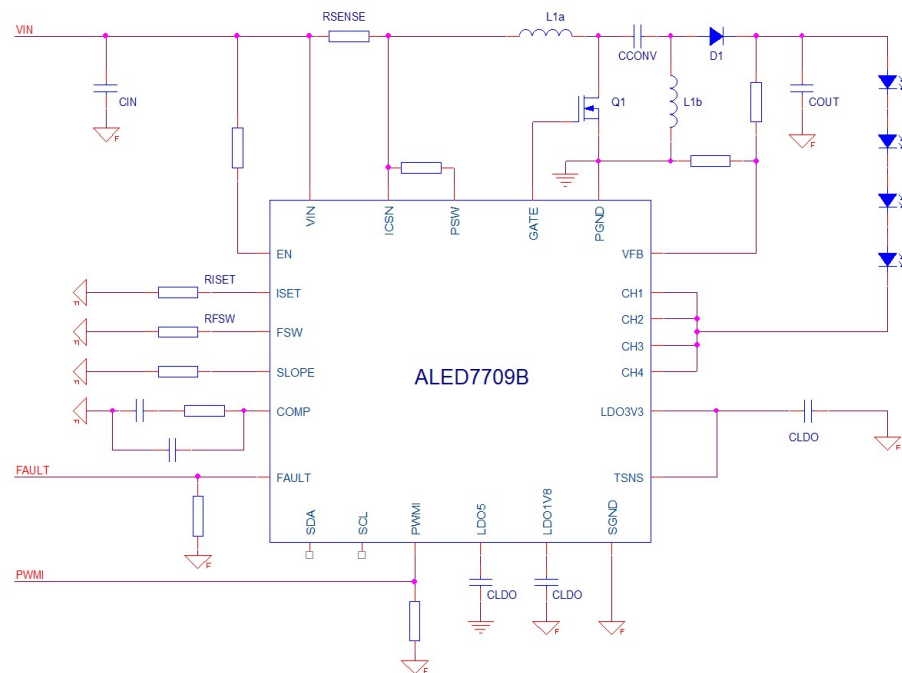 RSENSE
L1a
VIN
CCONV
D1
CIN
Q1
L1b
COUT
F
F
VIN
ICSN
PSW
GATE
PGND
EN
VFB
RISET
ISET
CH1
F
RFSW
FSW
CH2
F
CH3
SLOPE
CH4
F
ALED7709B
COMP
LDO3V3
F
CLDO
F
FAULT
FAULT
TSNS
SDA
SCL
PWMI
LDO5
LDO1V8
SGND
F
PWMI
CLDO
CLDO
F
F
F